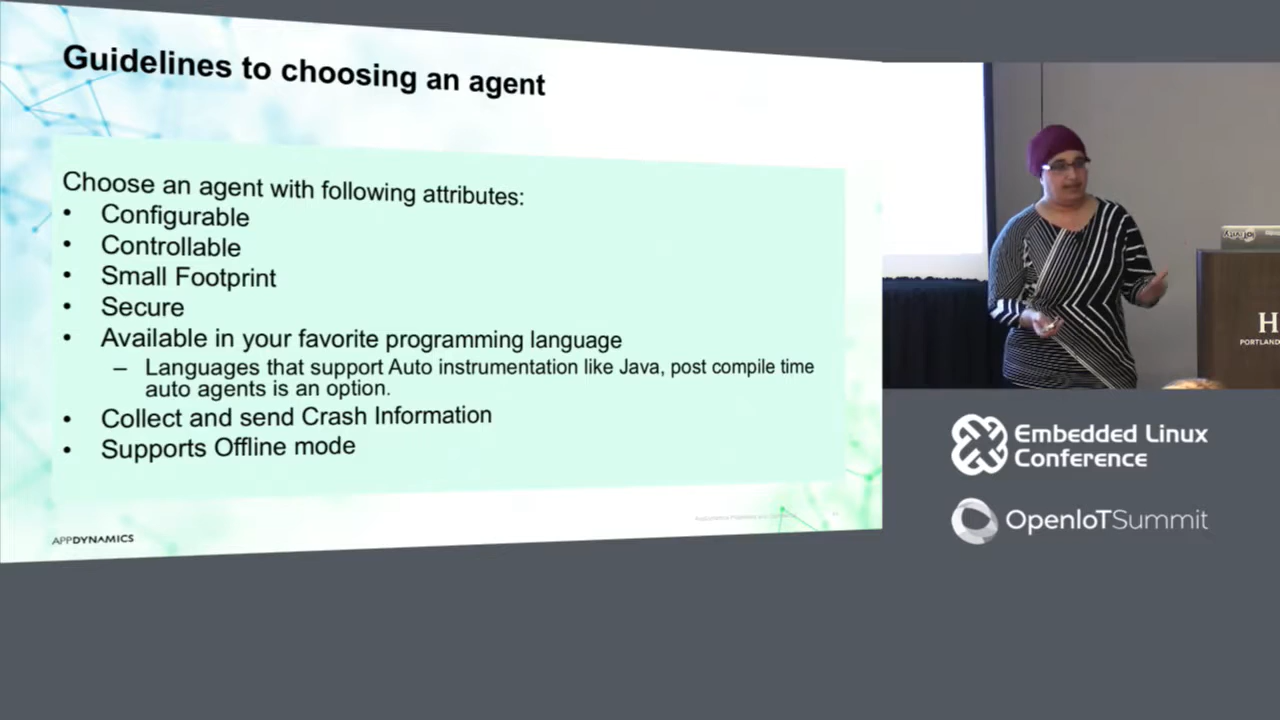 Guidelines to choosing an agent
Choose an agent with following attributes:
• Configurable
• Controllable
• Small Footprint
• Secure
• Available in your favorite programming language
– Languages that support Auto instrumentation like Java, post compile time
auto agents is an option.
• Collect and send Crash Information
• Supports Offline mode
APPDYNAMICS
H
PORTLAND
Embedded Linux
Conference
OpenIoTSummit